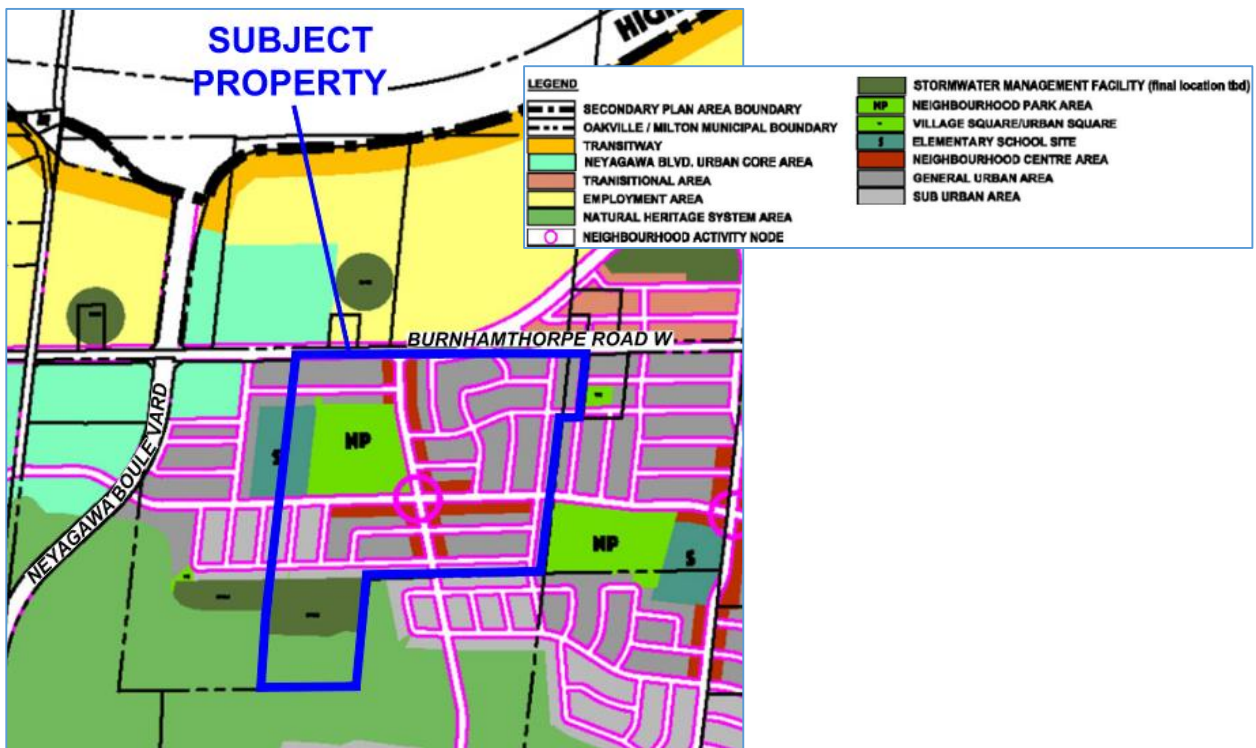 SUBJECT
PROPERTY
HIGH
LEGEND
SECONDARY PLAN AREA BOUNDARY
OAKVILLE / MILTON MUNICIPAL BOUNDARY
TRANSITWAY
NEYAGAWA BLVD. URBAN CORE AREA
TRANISITIONAL AREA
EMPLOYMENT AREA
NATURAL HERITAGE SYSTEM AREA
NEIGHBOURHOOD ACTIVITY NODE
STORMWATER MANAGEMENT FACILITY (final location tbd)
NP NEIGHBOURHOOD PARK AREA
VILLAGE SQUARE/URBAN SQUARE
S ELEMENTARY SCHOOL SITE
NEIGHBOURHOOD CENTRE AREA
GENERAL URBAN AREA
SUB URBAN AREA
BURNHAMTHORPE ROAD W
NEYAGAWA BOULEVARD
S
NP
NP
S